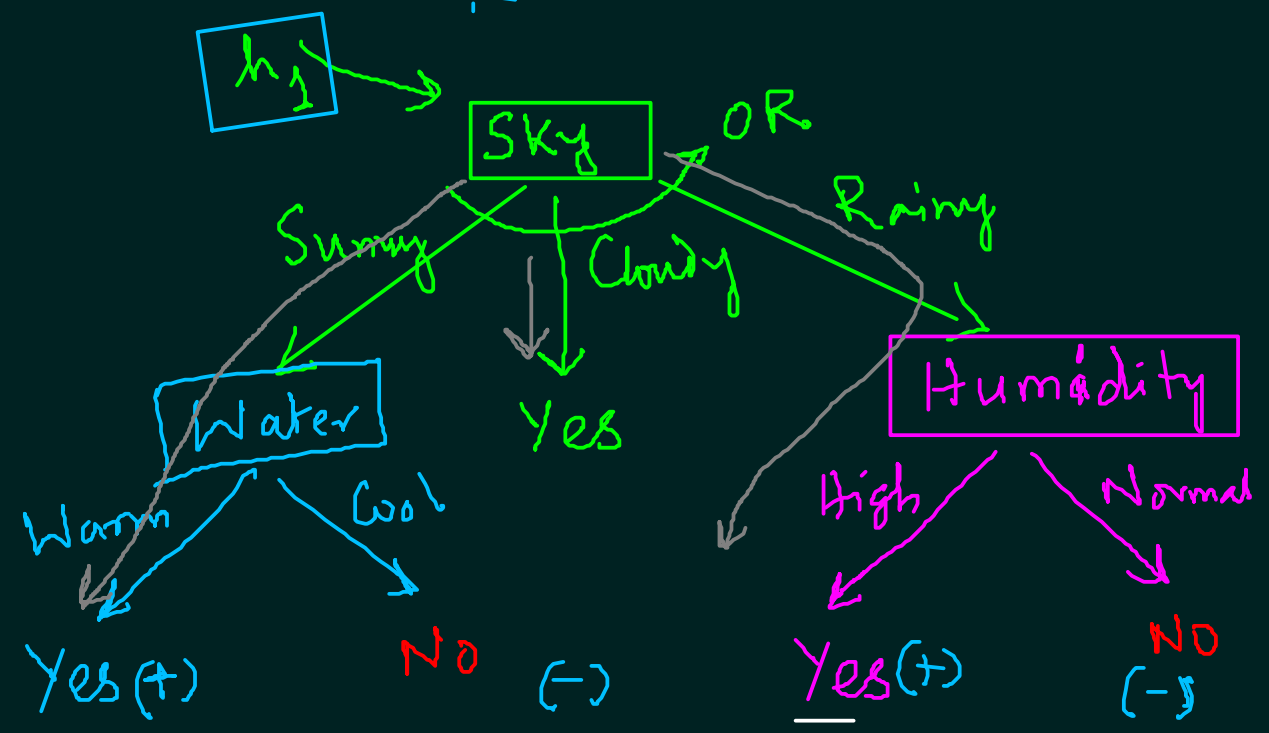 h1
Sky
OR
Sunny
Cloudy
Rainy
Water
Yes
Humidity
Warm
Cool
High
Normal
Yes (+)
NO
(-)
Yes (+)
NO
(-)